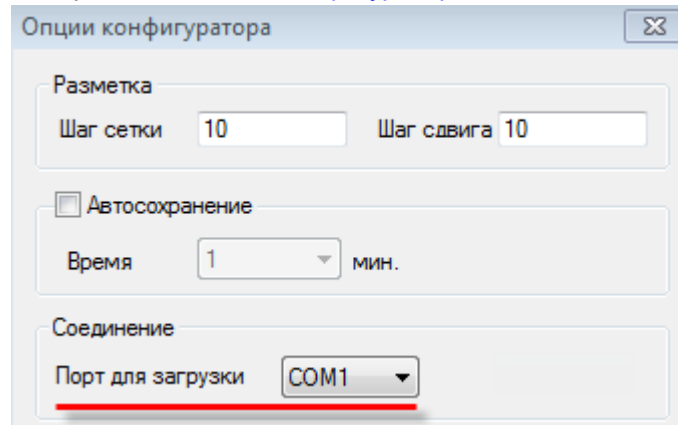 Опции конфигуратора
Разметка
Шаг сетки 10 Шаг сдвига 10
Автосохранение
Время 1 мин.
Соединение
Порт для загрузки COM1